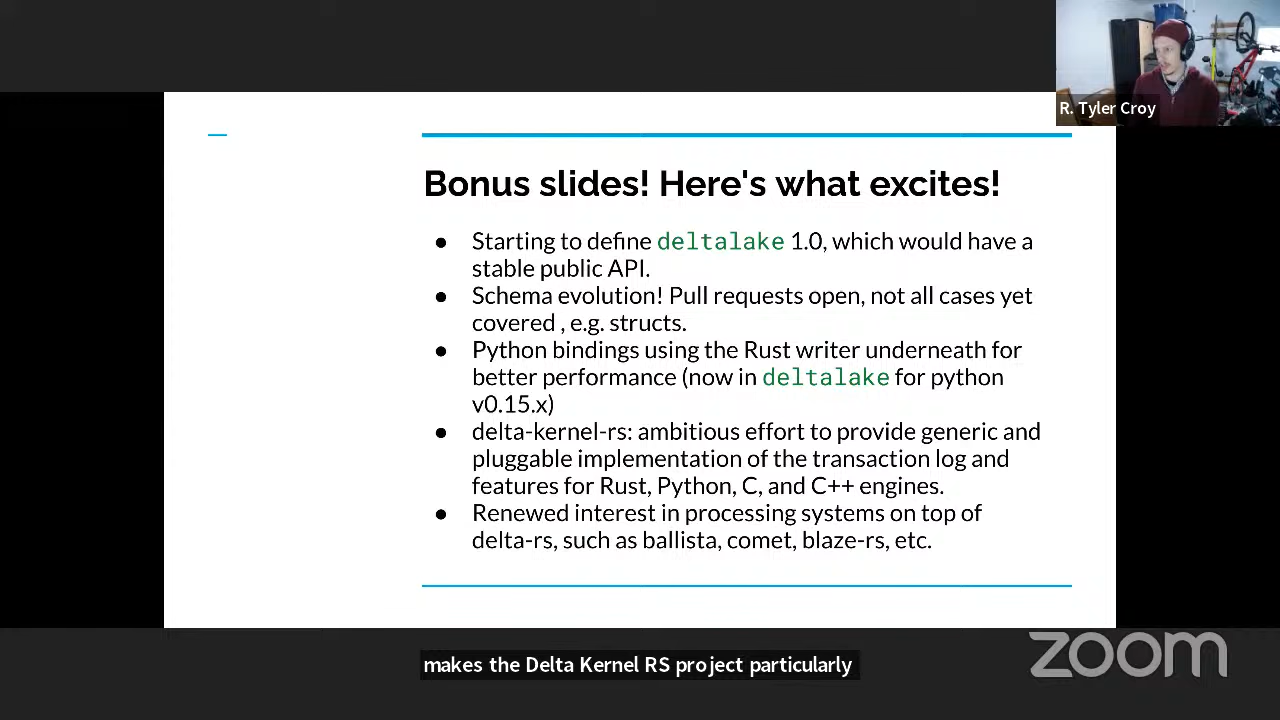 R. Tyler Croy
Bonus slides! Here's what excites!
● Starting to define deltalake 1.0, which would have a
stable public API.
● Schema evolution! Pull requests open, not all cases yet
covered , e.g. structs.
● Python bindings using the Rust writer underneath for
better performance (now in deltalake for python
v0.15.x)
● delta-kernel-rs: ambitious effort to provide generic and
pluggable implementation of the transaction log and
features for Rust, Python, C, and C++ engines.
● Renewed interest in processing systems on top of
delta-rs, such as ballista, comet, blaze-rs, etc.
makes the Delta Kernel RS project particularly
zoom